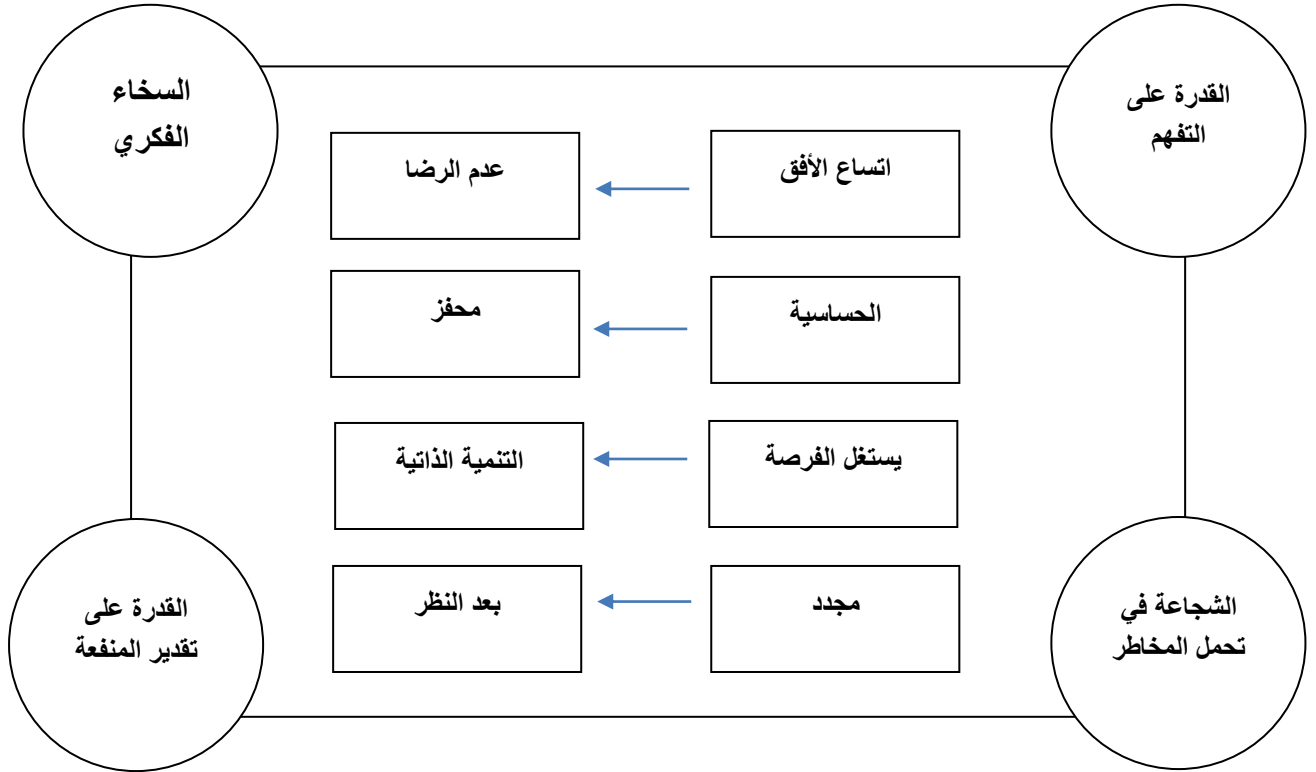 القدرة على
التفهم
السخاء
الفكري
اتساع الأفق
عدم الرضا
الحساسية
محفز
يستغل الفرصة
التنمية الذاتية
مجدد
بعد النظر
الشجاعة في
تحمل المخاطر
القدرة على
تقدير المنفعة